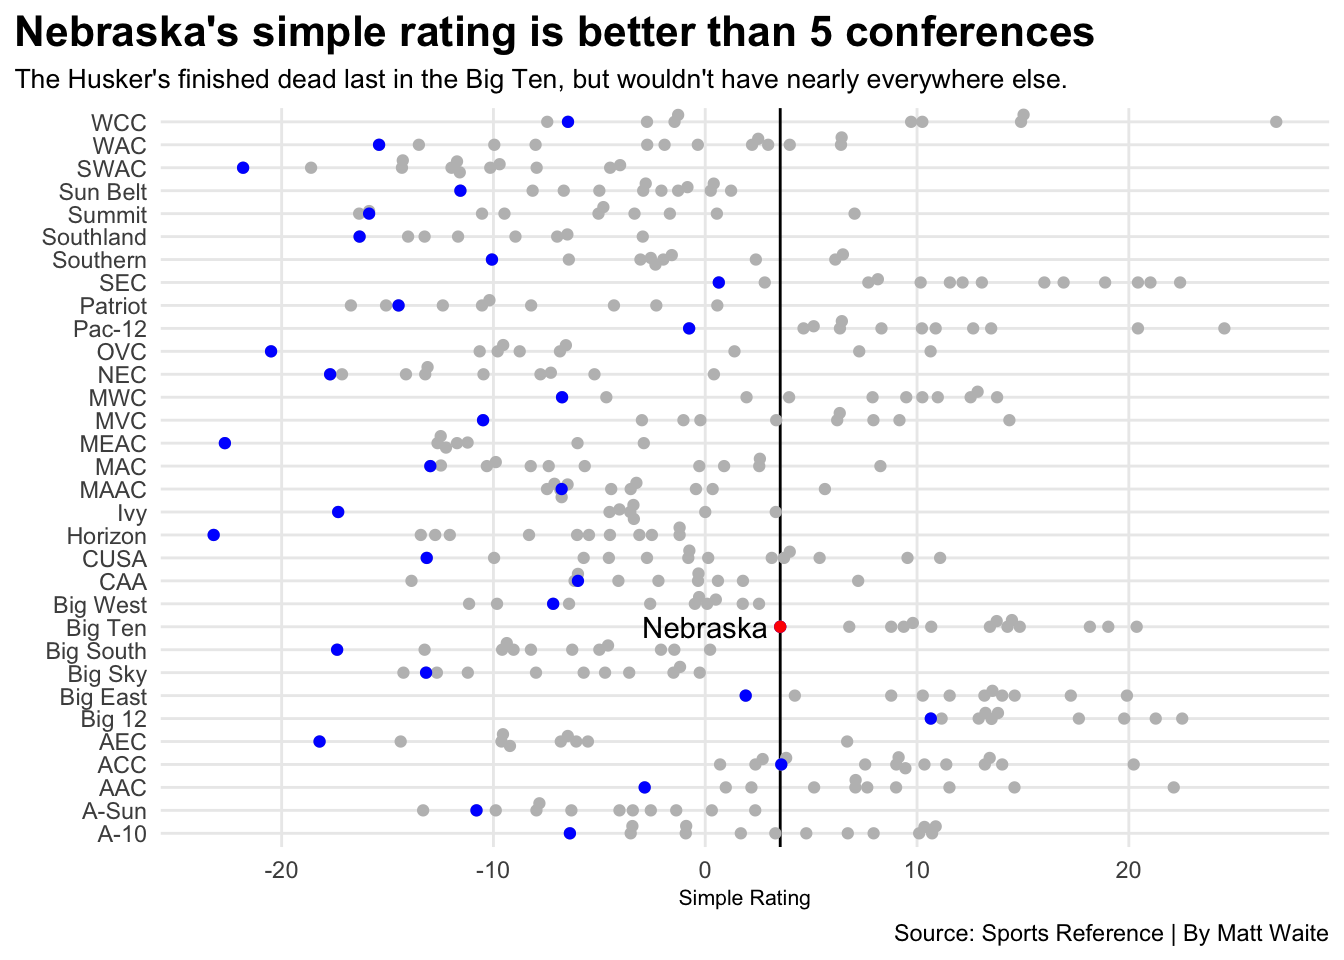 Nebraska's simple rating is better than 5 conferences
The Husker's finished dead last in the Big Ten, but wouldn't have nearly everywhere else.
WCC
WAC
SWAC
Sun Belt
Summit
Southland
Southern
SEC
Patriot
Pac-12
OVC
NEC
MWC
MVC
MEAC
MAC
MAAC
Ivy
Horizon
CUSA
CAA
Big West
Big Ten
Nebraska
Big South
Big Sky
Big East
Big 12
AEC
ACC
AAC
A-Sun
A-10
-20 -10 0 10 20
Simple Rating
Source: Sports Reference | By Matt Waite